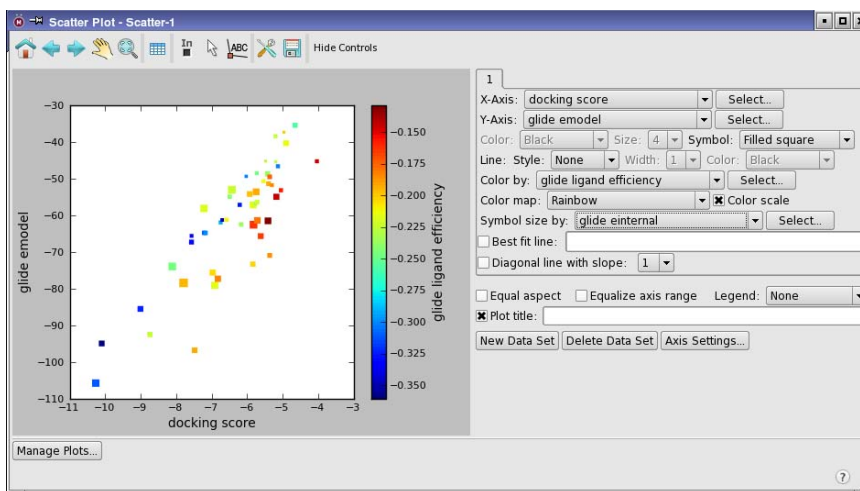 Scatter Plot - Scatter-1
In ABC Hide Controls
1
X-Axis: docking score Select...
Y-Axis: glide emodel Select...
Color: Black Size: 4 Symbol: Filled square
Line: Style: None Width: 1 Color: Black
Color by: glide ligand efficiency Select...
Color map: Rainbow Color scale
Symbol size by: glide einternal Select...
Best fit line:
Diagonal line with slope: 1
Equal aspect Equalize axis range Legend: None
Plot title:
New Data Set Delete Data Set Axis Settings...
glide emodel
−30
−40
−50
−60
−70
−80
−90
−100
−110
−11 −10 −9 −8 −7 −6 −5 −4 −3
docking score
−0.150
−0.175
−0.200
−0.225
−0.250
−0.275
−0.300
−0.325
−0.350
glide ligand efficiency
Manage Plots...
?